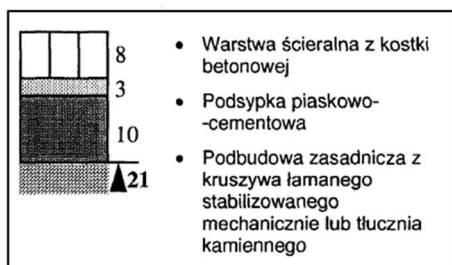 8
3
10
21
• Warstwa ścieralna z kostki
betonowej
• Podsypka piaskowo-
-cementowa
• Podbudowa zasadnicza z
kruszywa łamanego
stabilizowanego
mechanicznie lub tłucznia
kamiennego